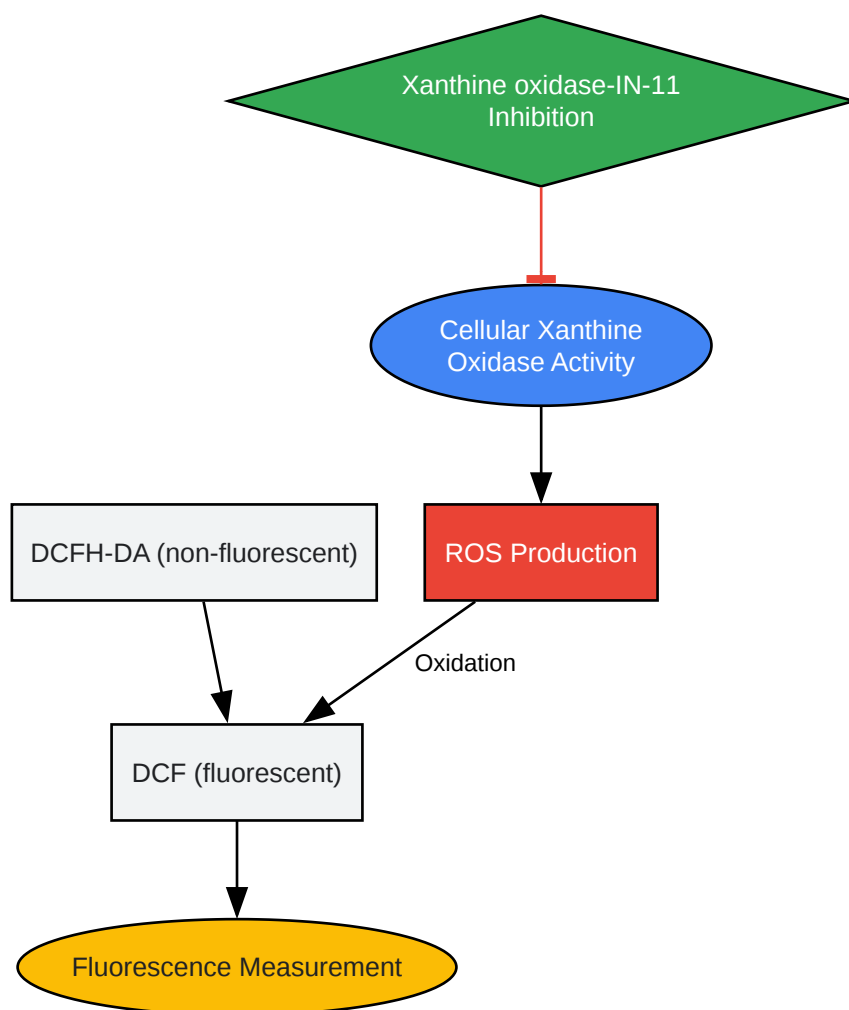 Xanthine oxidase-IN-11
Inhibition
Cellular Xanthine
Oxidase Activity
DCFH-DA (non-fluorescent)
ROS Production
Oxidation
DCF (fluorescent)
Fluorescence Measurement